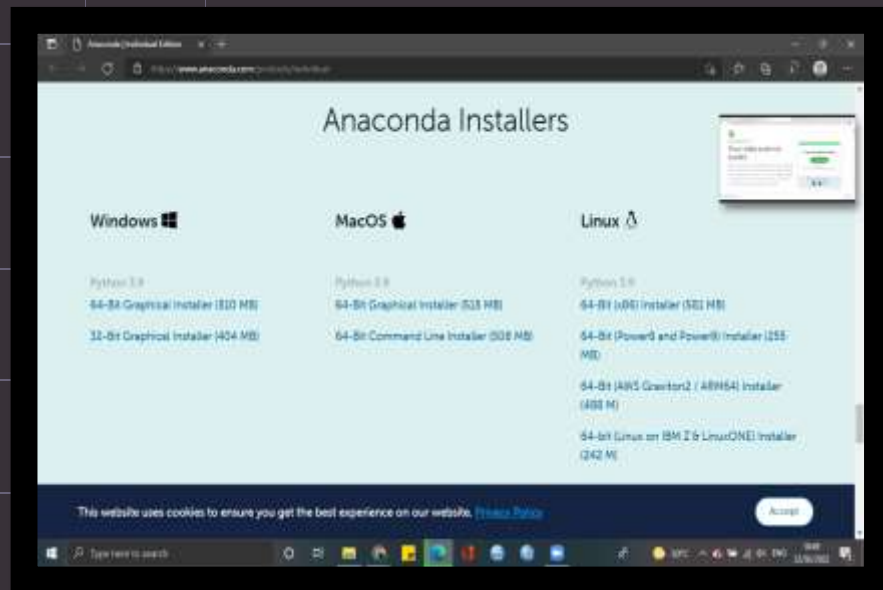 Anaconda Installers
Windows
MacOS
Linux
Python 3.9
64-Bit Graphical Installer (510 MB)
32-Bit Graphical Installer (404 MB)
Python 3.9
64-Bit Graphical Installer (515 MB)
64-Bit Command Line Installer (508 MB)
Python 3.9
64-Bit (x86) Installer (581 MB)
64-Bit (Power8 and Power9) Installer (255
MB)
64-Bit (AWS Graviton2 / ARM64) Installer
(488 M)
64-bit (Linux on IBM Z & LinuxONE) Installer
(242 M)
This website uses cookies to ensure you get the best experience on our website. Privacy Policy
Accept
Type here to search